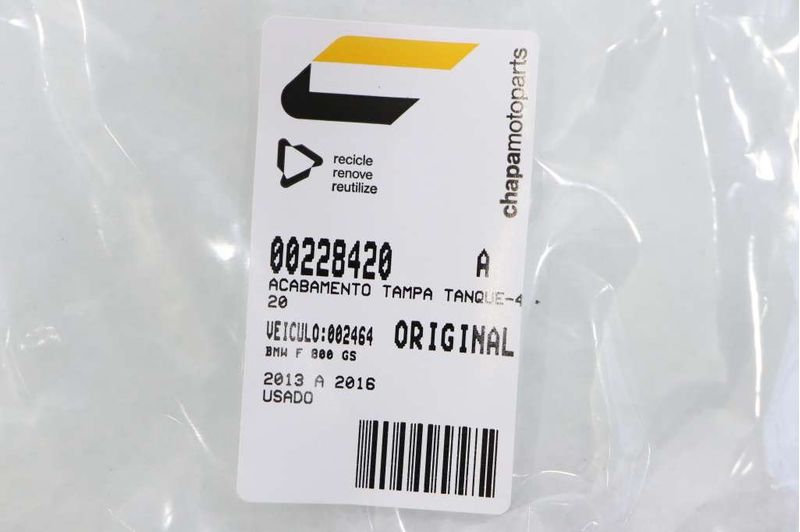 chapamotoparts
recicle
renove
reutilize
00228420 A
ACABAMENTO TAMPA TANQUE-4
20
VEICULO:002464 ORIGINAL
BMW F 800 GS
2013 A 2016
USADO